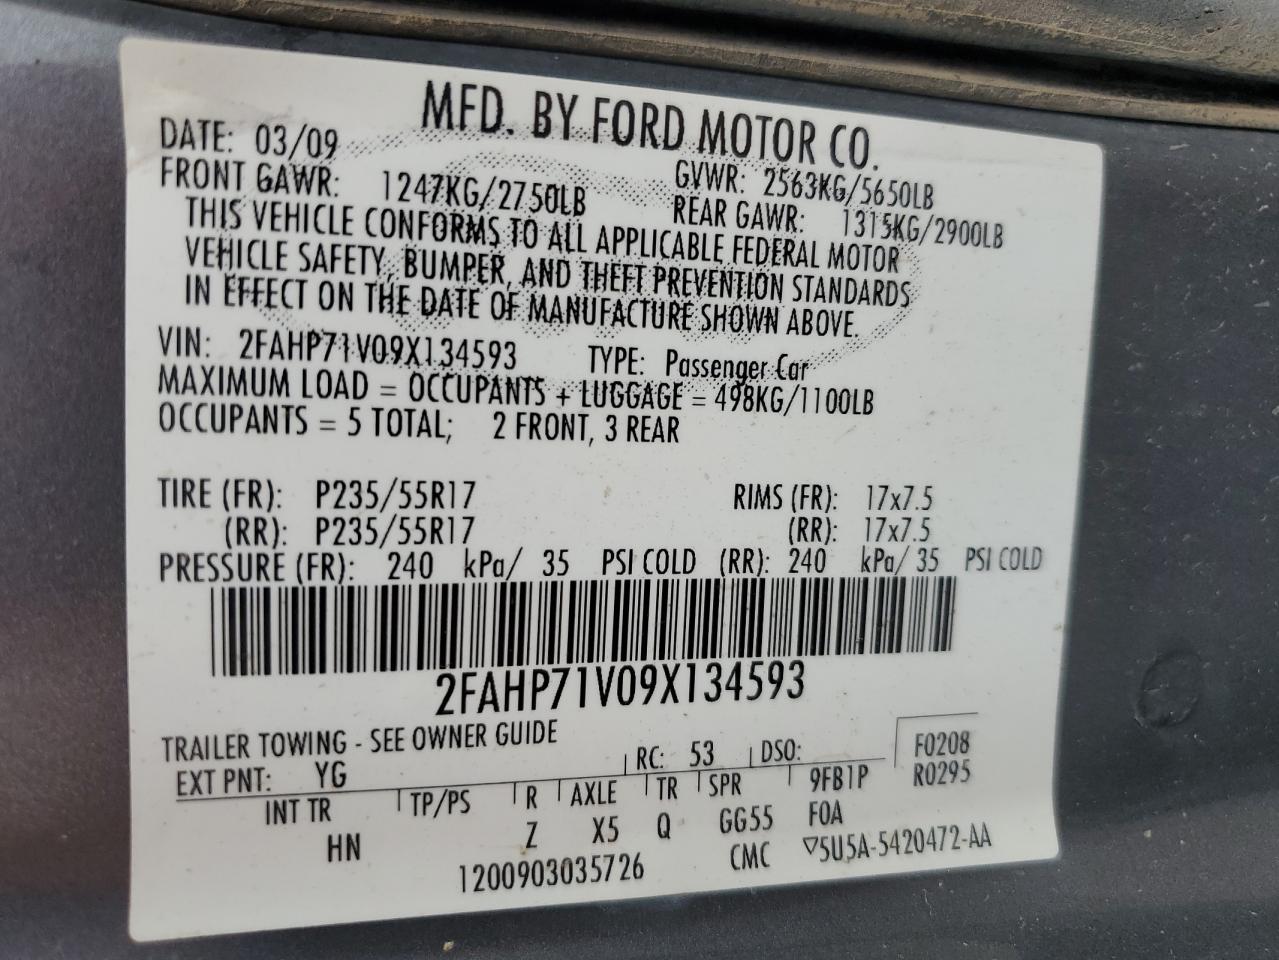 MFD. BY FORD MOTOR CO.
DATE: 03/09 GVWR: 2563KG/5650LB
FRONT GAWR: 1247KG/2750LB REAR GAWR: 1315KG/2900LB
THIS VEHICLE CONFORMS TO ALL APPLICABLE FEDERAL MOTOR
VEHICLE SAFETY, BUMPER, AND THEFT PREVENTION STANDARDS
IN EFFECT ON THE DATE OF MANUFACTURE SHOWN ABOVE.
VIN: 2FAHP71V09X134593 TYPE: Passenger Car
MAXIMUM LOAD = OCCUPANTS + LUGGAGE = 498KG/1100LB
OCCUPANTS = 5 TOTAL; 2 FRONT, 3 REAR
TIRE (FR): P235/55R17 RIMS (FR): 17x7.5
(RR): P235/55R17 (RR): 17x7.5
PRESSURE (FR): 240 kPa/ 35 PSI COLD (RR): 240 kPa/ 35 PSI COLD
2FAHP71V09X134593
TRAILER TOWING - SEE OWNER GUIDE
EXT PNT: YG RC: 53 DSO: F0208
INT TR TP/PS R AXLE TR SPR 9FB1P R0295
HN Z X5 Q GG55 F0A
1200903035726 CMC ▽5U5A-5420472-AA